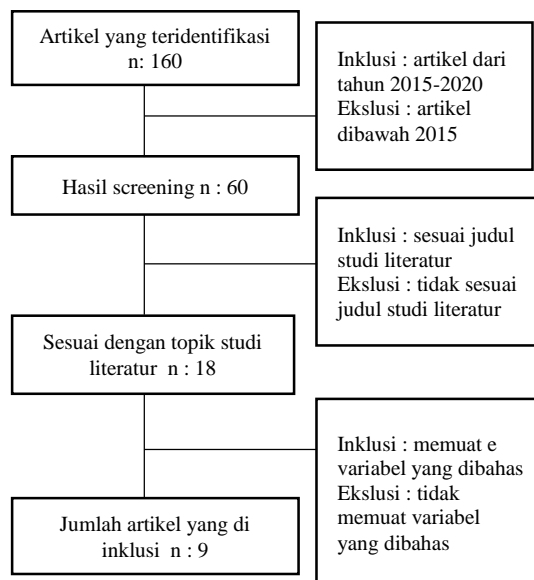 Artikel yang teridentifikasi
n: 160
Inklusi : artikel dari
tahun 2015-2020
Ekslusi : artikel
dibawah 2015
Hasil screening n : 60
Inklusi : sesuai judul
studi literatur
Ekslusi : tidak sesuai
judul studi literatur
Sesuai dengan topik studi
literatur n : 18
Inklusi : memuat e
variabel yang dibahas
Ekslusi : tidak
memuat variabel
yang dibahas
Jumlah artikel yang di
inklusi n : 9